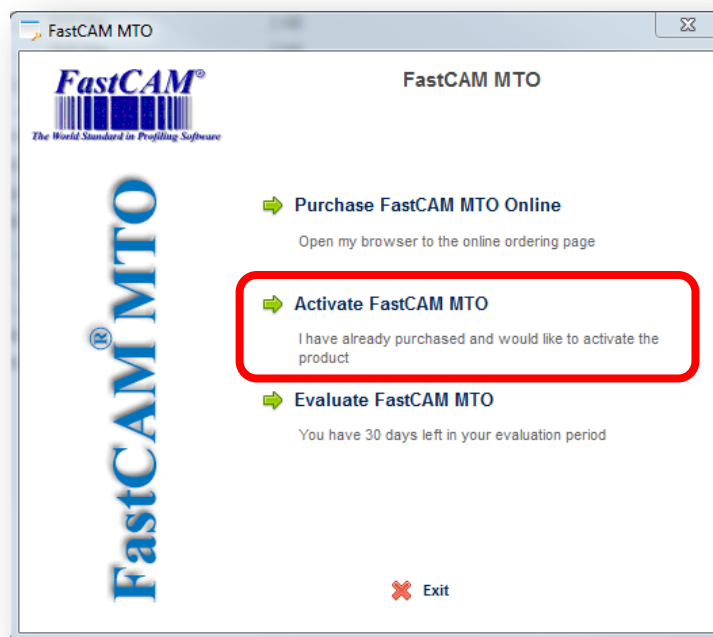 FastCAM MTO
FastCAM®
The World Standard in Profiling Software
FastCAM MTO
FastCAM® MTO
Purchase FastCAM MTO Online
Open my browser to the online ordering page
Activate FastCAM MTO
I have already purchased and would like to activate the
product
Evaluate FastCAM MTO
You have 30 days left in your evaluation period
Exit